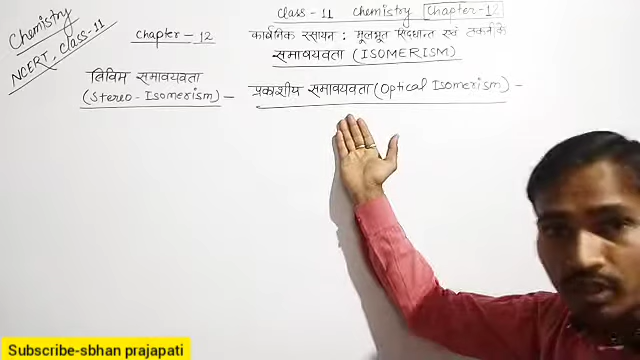 Chemistry
NCERT - Class-11
Class - 11 Chemistry Chapter-12
Chapter - 12
कार्बनिक रसायन : मूलभूत सिद्धान्त एवं तकनीकें
समावयवता (ISOMERISM)
त्रिविम समावयवता
(Stereo-Isomerism) -
प्रकाशीय समावयवता (Optical Isomerism) -
Subscribe-sbhan prajapati